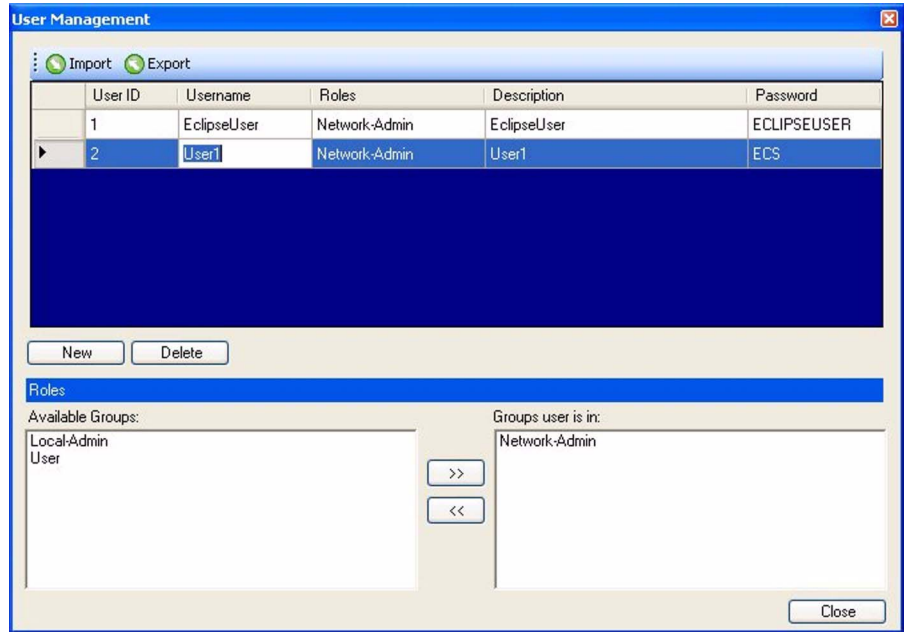 User Management
Import Export
User ID Username Roles Description Password
1 EclipseUser Network-Admin EclipseUser ECLIPSEUSER
2 User1 Network-Admin User1 ECS
New Delete
Roles
Available Groups: Groups user is in:
Local-Admin Network-Admin
User
>>
<<
Close